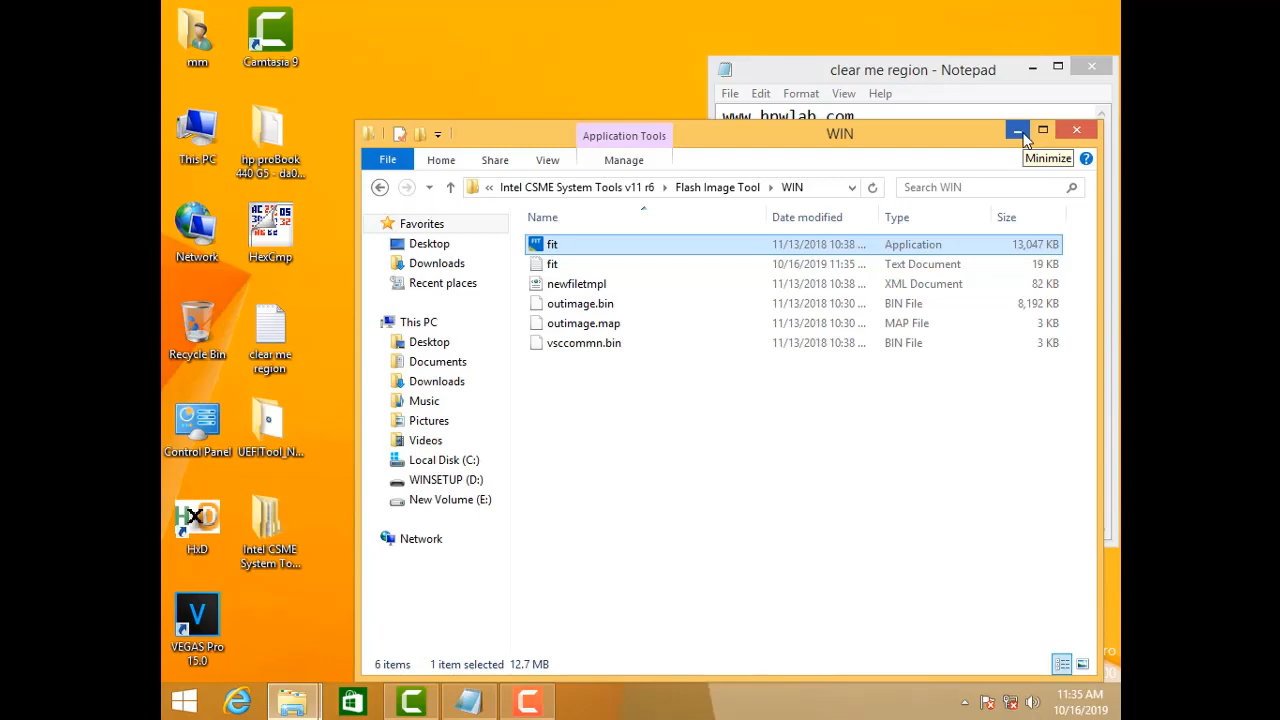 mm
Camtasia 9
This PC
hp proBook
440 G5 - da0...
Network
HexCmp
Recycle Bin
clear me
region
Control Panel
UEFITool_N...
HxD
Intel CSME
System To...
VEGAS Pro
15.0
clear me region - Notepad
File Edit Format View Help
www.hpwlab.com
Application Tools
WIN
Minimize
File Home Share View Manage
« Intel CSME System Tools v11 r6 Flash Image Tool WIN
Search WIN
Name Date modified Type Size
fit 11/13/2018 10:38 ... Application 13,047 KB
fit 10/16/2019 11:35 ... Text Document 19 KB
newfiletmpl 11/13/2018 10:38 ... XML Document 82 KB
outimage.bin 11/13/2018 10:30 ... BIN File 8,192 KB
outimage.map 11/13/2018 10:30 ... MAP File 3 KB
vsccommn.bin 11/13/2018 10:38 ... BIN File 3 KB
Favorites
Desktop
Downloads
Recent places
This PC
Desktop
Documents
Downloads
Music
Pictures
Videos
Local Disk (C:)
WINSETUP (D:)
New Volume (E:)
Network
6 items 1 item selected 12.7 MB
11:35 AM
10/16/2019